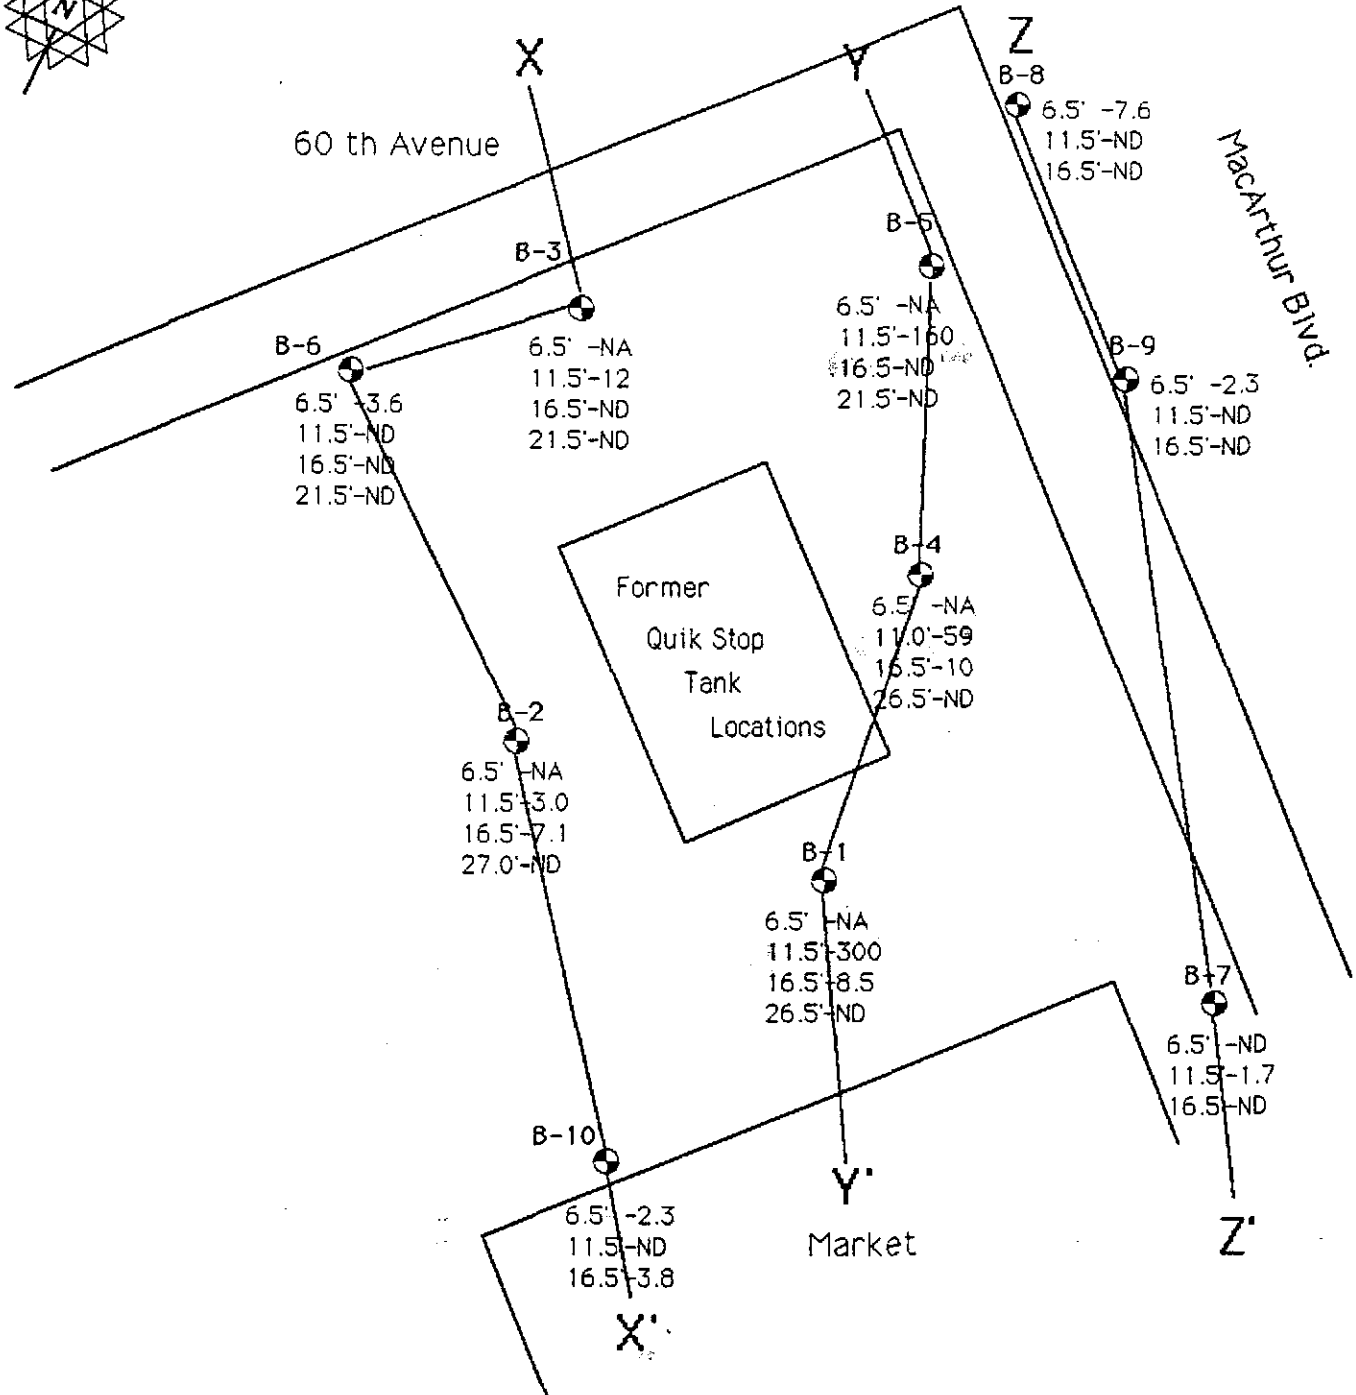 N
X
Y
Z
B-8
6.5' -7.6
11.5'-ND
16.5'-ND
60 th Avenue
MacArthur Blvd.
B-3
6.5' -NA
11.5'-12
16.5'-ND
21.5'-ND
B-5
6.5' -NA
11.5'-160
16.5-ND
21.5'-ND
B-6
6.5' -3.6
11.5'-ND
16.5'-ND
21.5'-ND
B-9
6.5' -2.3
11.5'-ND
16.5'-ND
Former
Quik Stop
Tank
Locations
B-4
6.5' -NA
11.0'-59
16.5'-10
26.5'-ND
B-2
6.5' -NA
11.5'-3.0
16.5'-7.1
27.0'-ND
B-1
6.5' -NA
11.5'-300
16.5'-8.5
26.5'-ND
B-7
6.5' -ND
11.5'-1.7
16.5'-ND
B-10
6.5' -2.3
11.5'-ND
16.5'-3.8
Y'
Market
Z'
X'